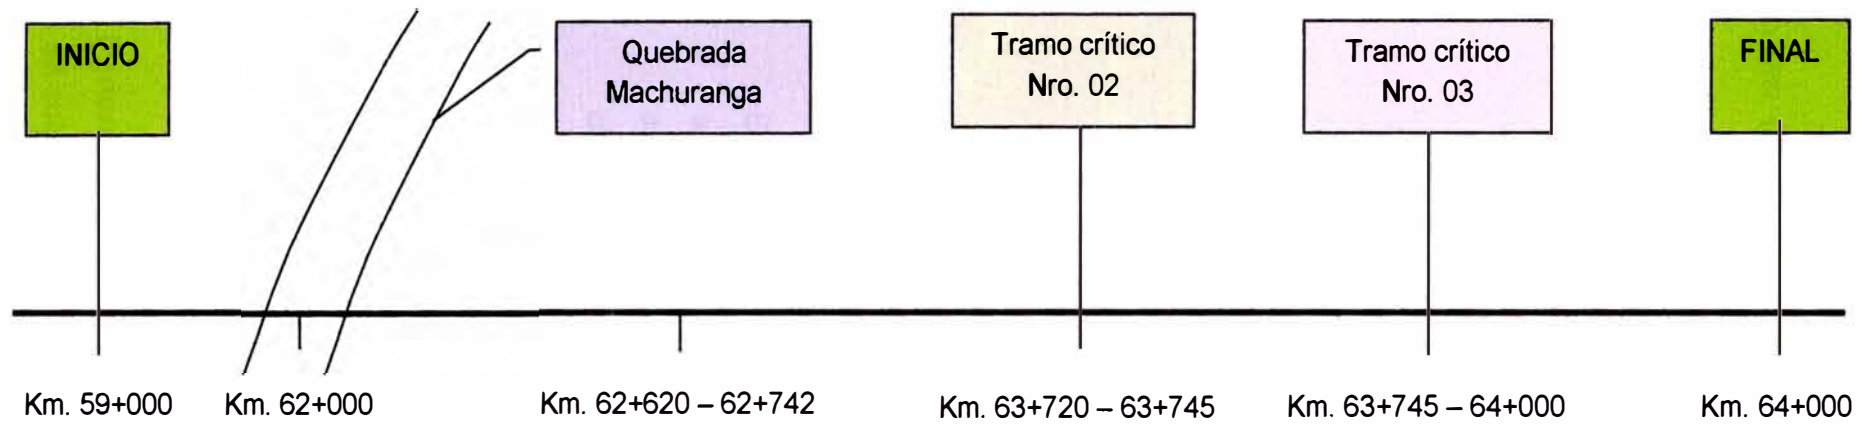 INICIO
Quebrada
Machuranga
Tramo crítico
Nro. 02
Tramo crítico
Nro. 03
FINAL
Km. 59+000
Km. 62+000
Km. 62+620 – 62+742
Km. 63+720 – 63+745
Km. 63+745 – 64+000
Km. 64+000